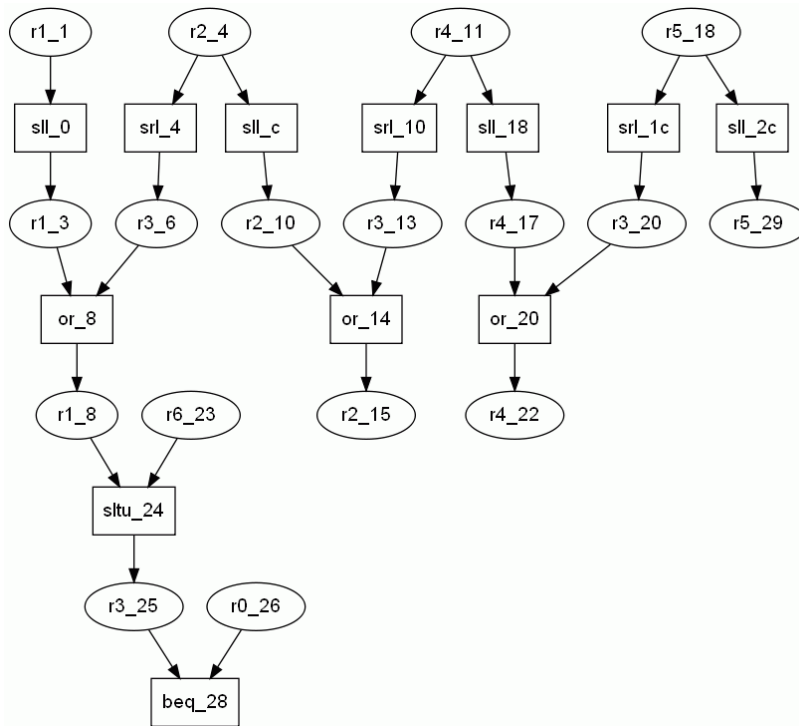 r1_1
r2_4
r4_11
r5_18
sll_0
srl_4
sll_c
srl_10
sll_18
srl_1c
sll_2c
r1_3
r3_6
r2_10
r3_13
r4_17
r3_20
r5_29
or_8
or_14
or_20
r1_8
r6_23
r2_15
r4_22
sltu_24
r3_25
r0_26
beq_28